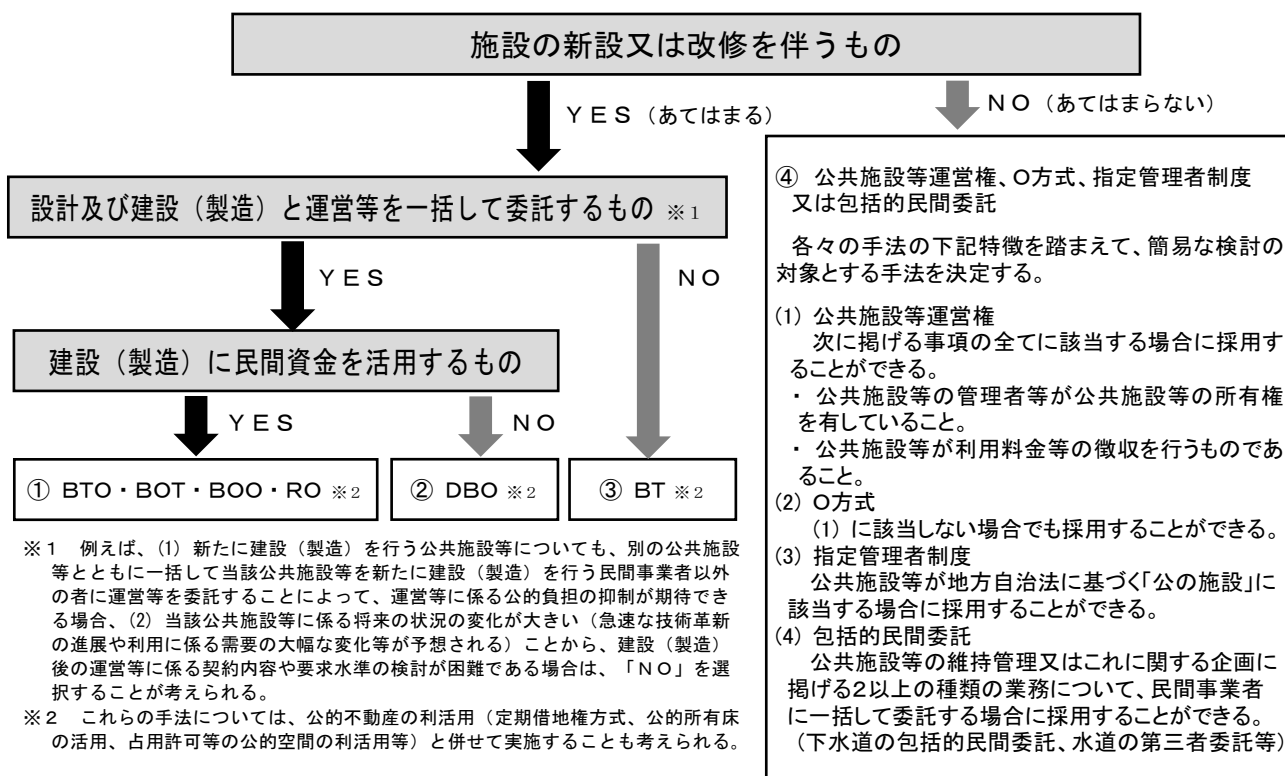 施設の新設又は改修を伴うもの
ＹＥＳ（あてはまる）
ＮＯ（あてはまらない）
設計及び建設（製造）と運営等を一括して委託するもの ※１
ＹＥＳ
ＮＯ
建設（製造）に民間資金を活用するもの
ＹＥＳ
ＮＯ
① BTO・BOT・BOO・RO ※２
② DBO ※２
③ BT ※２
※１　例えば、(1) 新たに建設（製造）を行う公共施設等についても、別の公共施設
等とともに一括して当該公共施設等を新たに建設（製造）を行う民間事業者以外
の者に運営等を委託することによって、運営等に係る公的負担の抑制が期待でき
る場合、(2) 当該公共施設等に係る将来の状況の変化が大きい（急速な技術革新
の進展や利用に係る需要の大幅な変化等が予想される）ことから、建設（製造）
後の運営等に係る契約内容や要求水準の検討が困難である場合は、「ＮＯ」を選
択することが考えられる。
※２　これらの手法については、公的不動産の利活用（定期借地権方式、公的所有床
の活用、占用許可等の公的空間の利活用等）と併せて実施することも考えられる。
④　公共施設等運営権、O方式、指定管理者制度
又は包括的民間委託
各々の手法の下記特徴を踏まえて、簡易な検討の
対象とする手法を決定する。
(1) 公共施設等運営権
次に掲げる事項の全てに該当する場合に採用す
ることができる。
・ 公共施設等の管理者等が公共施設等の所有権
を有していること。
・ 公共施設等が利用料金等の徴収を行うものであ
ること。
(2) O方式
(1) に該当しない場合でも採用することができる。
(3) 指定管理者制度
公共施設等が地方自治法に基づく「公の施設」に
該当する場合に採用することができる。
(4) 包括的民間委託
公共施設等の維持管理又はこれに関する企画に
掲げる2以上の種類の業務について、民間事業者
に一括して委託する場合に採用することができる。
（下水道の包括的民間委託、水道の第三者委託等）